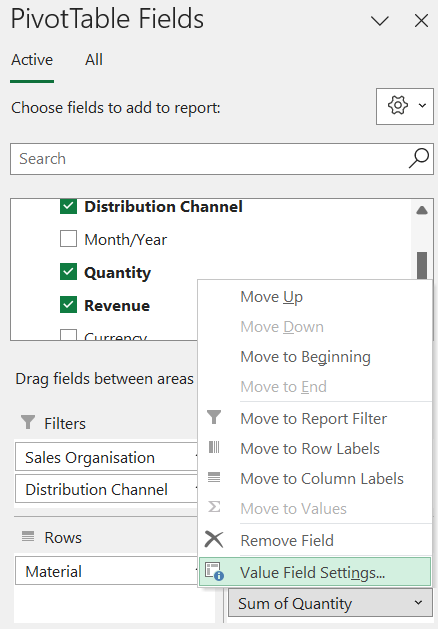 PivotTable Fields
Active All
Choose fields to add to report:
Search
Distribution Channel
Month/Year
Quantity
Revenue
Currency
Move Up
Move Down
Move to Beginning
Move to End
Move to Report Filter
Move to Row Labels
Move to Column Labels
Move to Values
Remove Field
Value Field Settings...
Drag fields between areas
Filters
Sales Organisation
Distribution Channel
Rows
Material
Sum of Quantity